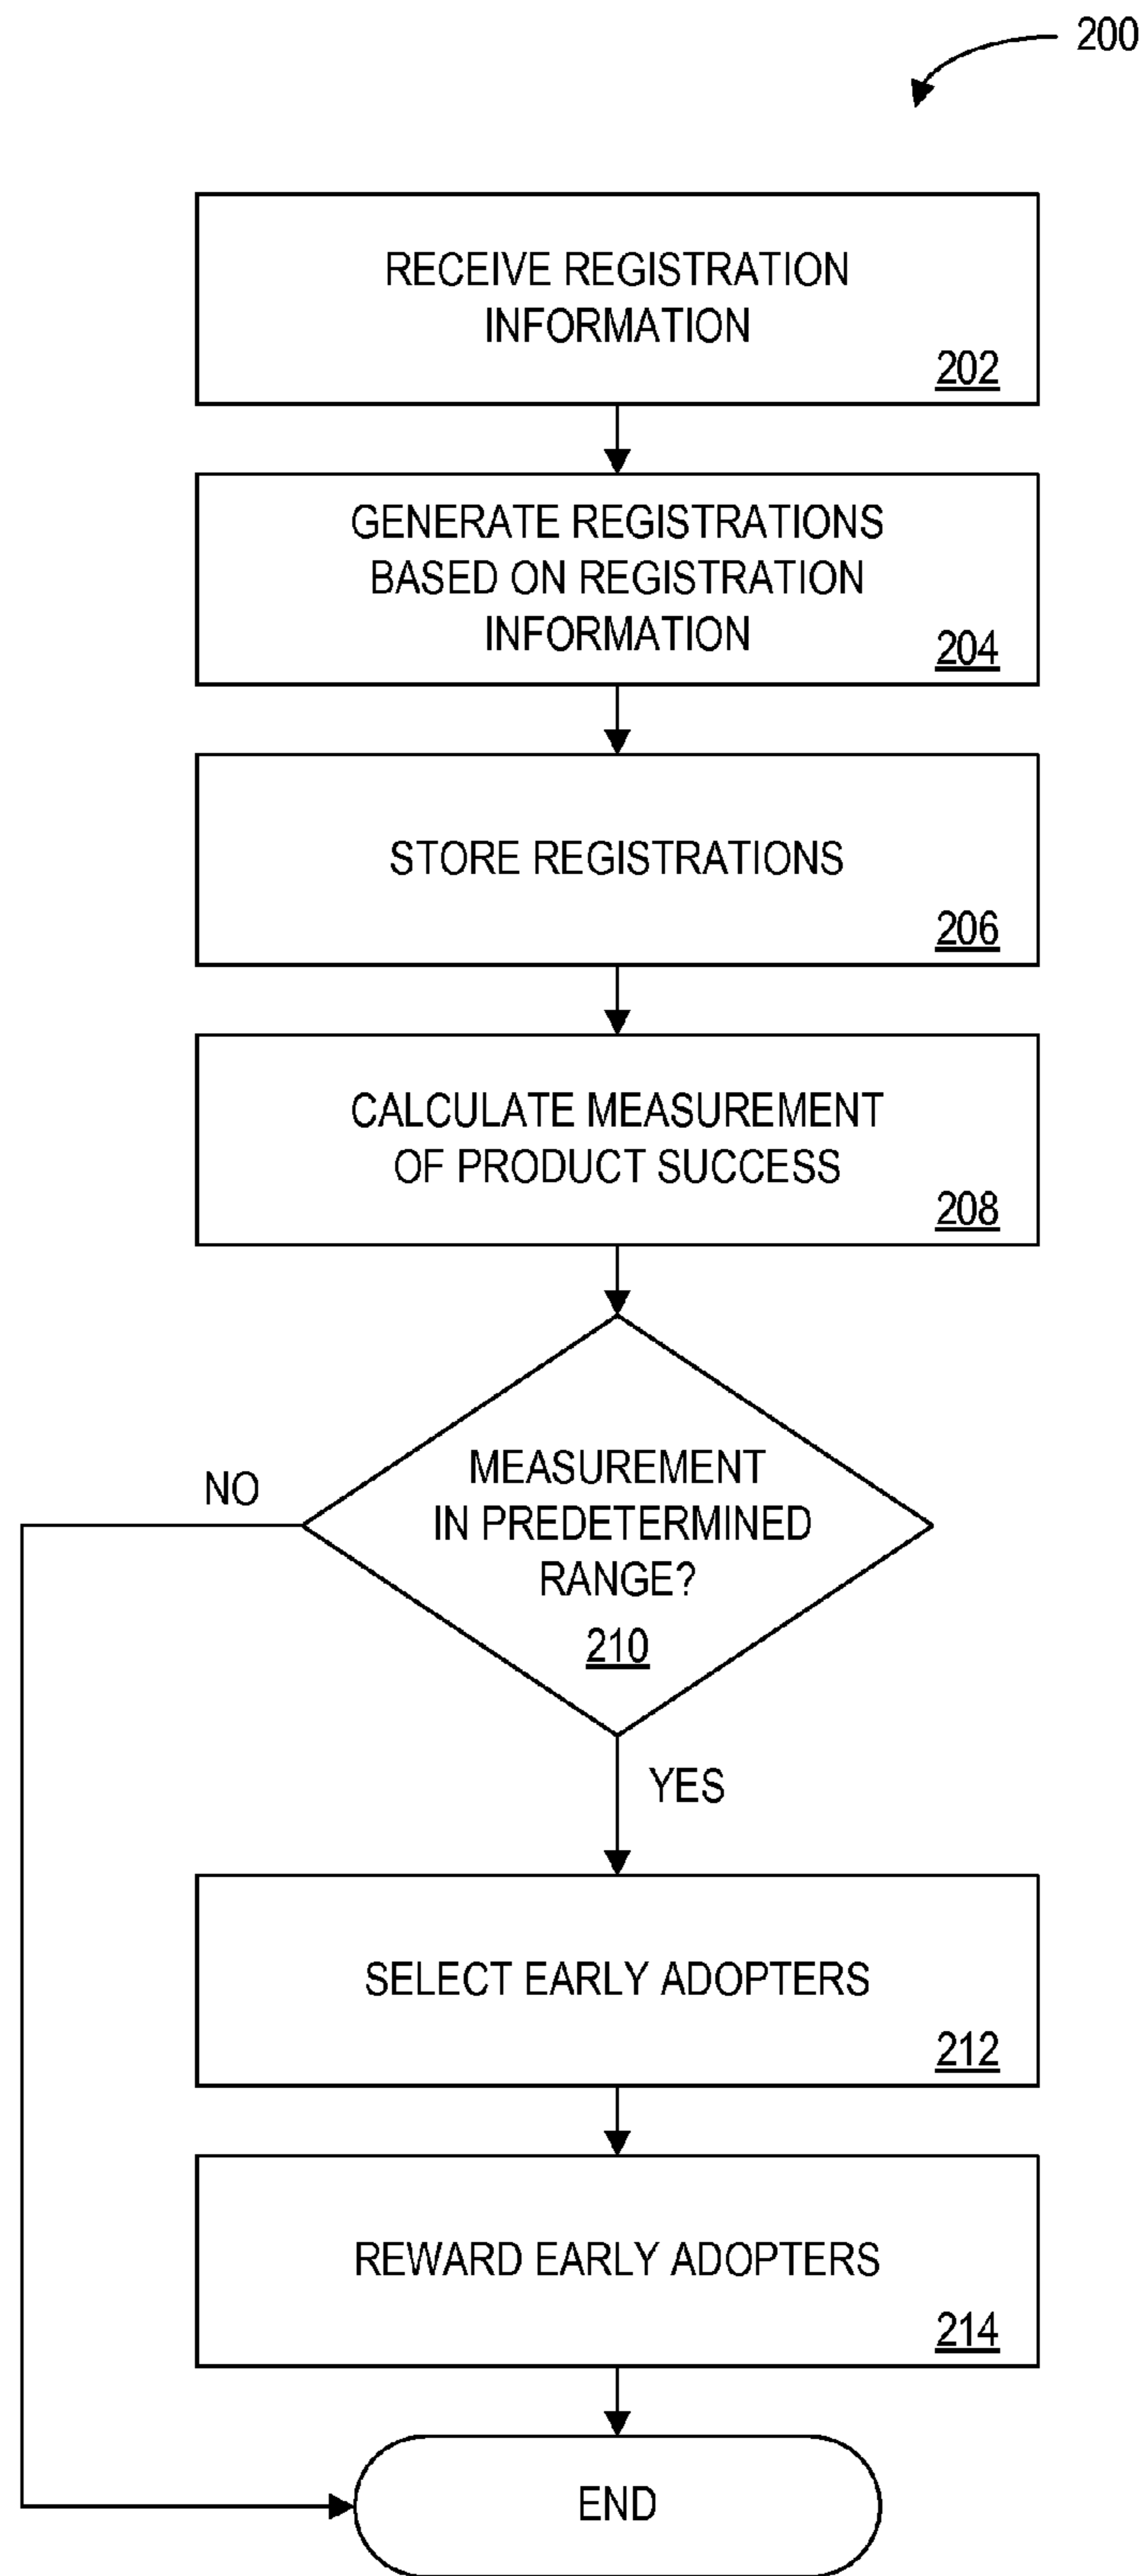 200
RECEIVE REGISTRATION
INFORMATION
202
GENERATE REGISTRATIONS
BASED ON REGISTRATION
INFORMATION
204
STORE REGISTRATIONS
206
CALCULATE MEASUREMENT
OF PRODUCT SUCCESS
208
NO
MEASUREMENT
IN PREDETERMINED
RANGE?
210
YES
SELECT EARLY ADOPTERS
212
REWARD EARLY ADOPTERS
214
END